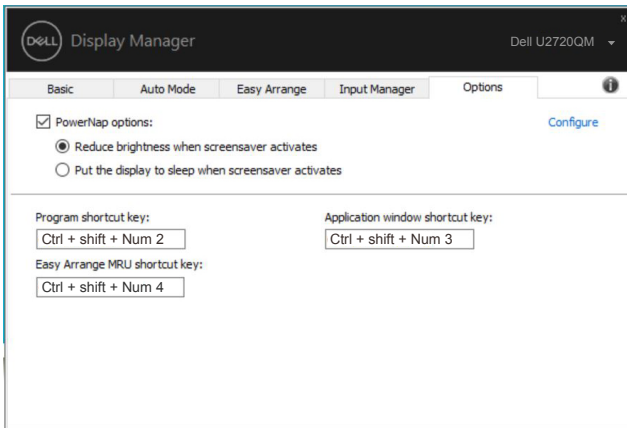 DELL Display Manager
Dell U2720QM
x
Basic Auto Mode Easy Arrange Input Manager Options
PowerNap options: Configure
Reduce brightness when screensaver activates
Put the display to sleep when screensaver activates
Program shortcut key: Application window shortcut key:
Ctrl + shift + Num 2 Ctrl + shift + Num 3
Easy Arrange MRU shortcut key:
Ctrl + shift + Num 4